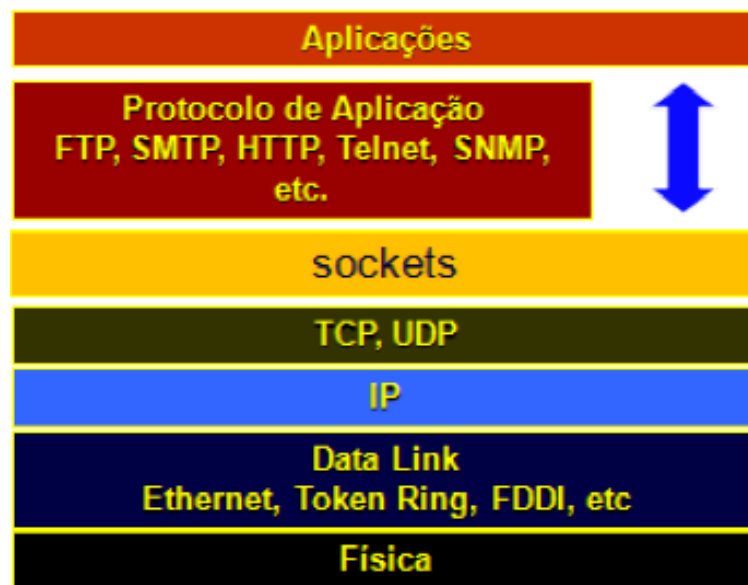 Aplicações
Protocolo de Aplicação
FTP, SMTP, HTTP, Telnet, SNMP,
etc.
sockets
TCP, UDP
IP
Data Link
Ethernet, Token Ring, FDDI, etc
Física